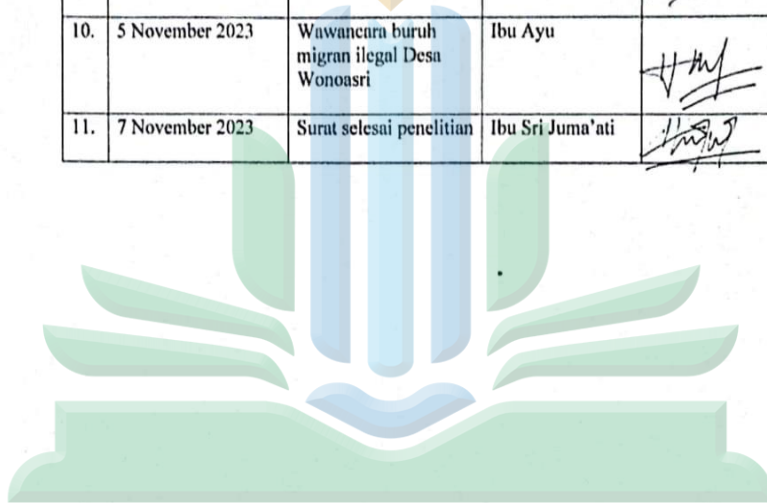 10. 5 November 2023 Wawancara buruh Ibu Ayu
migran ilegal Desa
Wonoasri
11. 7 November 2023 Surat selesai penelitian Ibu Sri Juma'ati